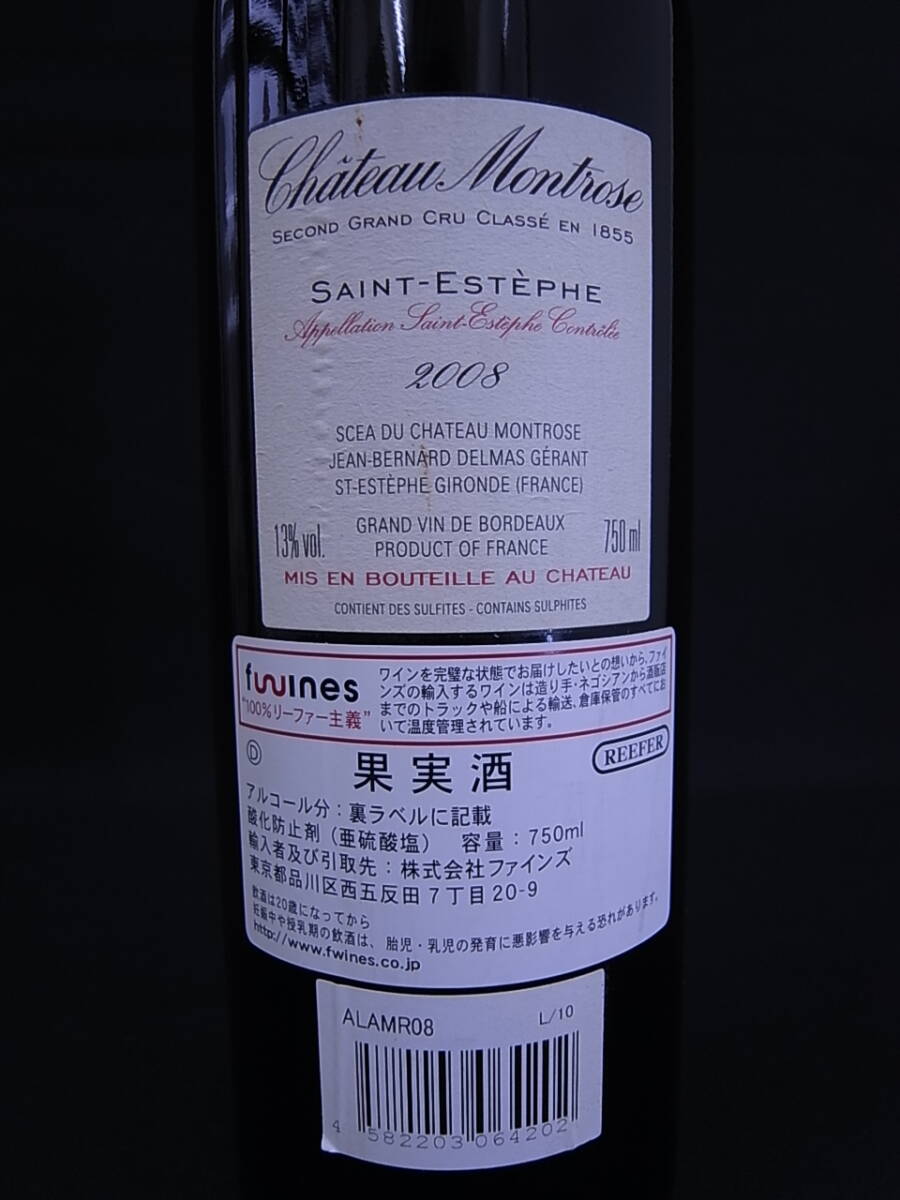 Château Montrose
SECOND GRAND CRU CLASSÉ EN 1855
SAINT-ESTÈPHE
Appellation Saint-Estèphe Contrôlée
2008
SCEA DU CHATEAU MONTROSE
JEAN-BERNARD DELMAS GÉRANT
ST-ESTÈPHE GIRONDE (FRANCE)
13% vol.
GRAND VIN DE BORDEAUX
PRODUCT OF FRANCE
750 ml
MIS EN BOUTEILLE AU CHATEAU
CONTIENT DES SULFITES - CONTAINS SULPHITES
fwines
"100%リーファー主義"
ワインを完璧な状態でお届けしたいとの想いから、ファイ
ンズの輸入するワインは造り手・ネゴシアンから酒販店
までのトラックや船による輸送、倉庫保管のすべてにお
いて温度管理されています。
D
果実酒
REEFER
アルコール分：裏ラベルに記載
酸化防止剤（亜硫酸塩） 容量：750ml
輸入者及び引取先：株式会社ファインズ
東京都品川区西五反田7丁目20-9
飲酒は20歳になってから
妊娠中や授乳期の飲酒は、胎児・乳児の発育に悪影響を与える恐れがあります。
http://www.fwines.co.jp
ALAMR08 L/10
4 582203 064202